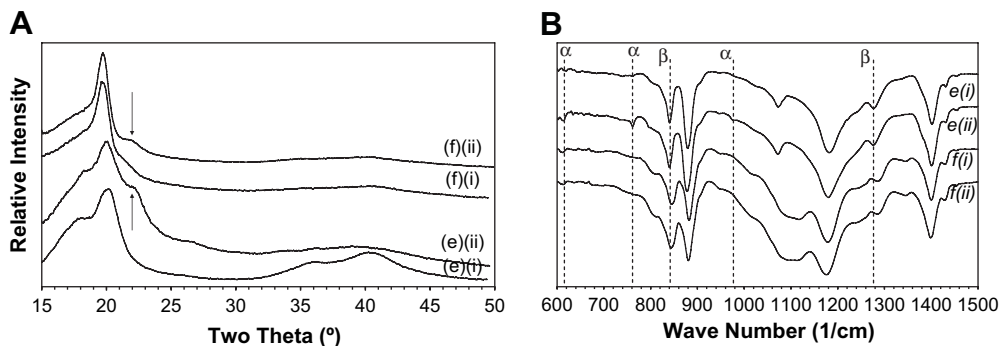 A
Relative Intensity
(f)(ii)
(f)(i)
(e)(ii)
(e)(i)
15 20 25 30 35 40 45 50
Two Theta (º)
B
α α β α β
e(i)
e(ii)
f(i)
f(ii)
600 700 800 900 1000 1100 1200 1300 1400 1500
Wave Number (1/cm)